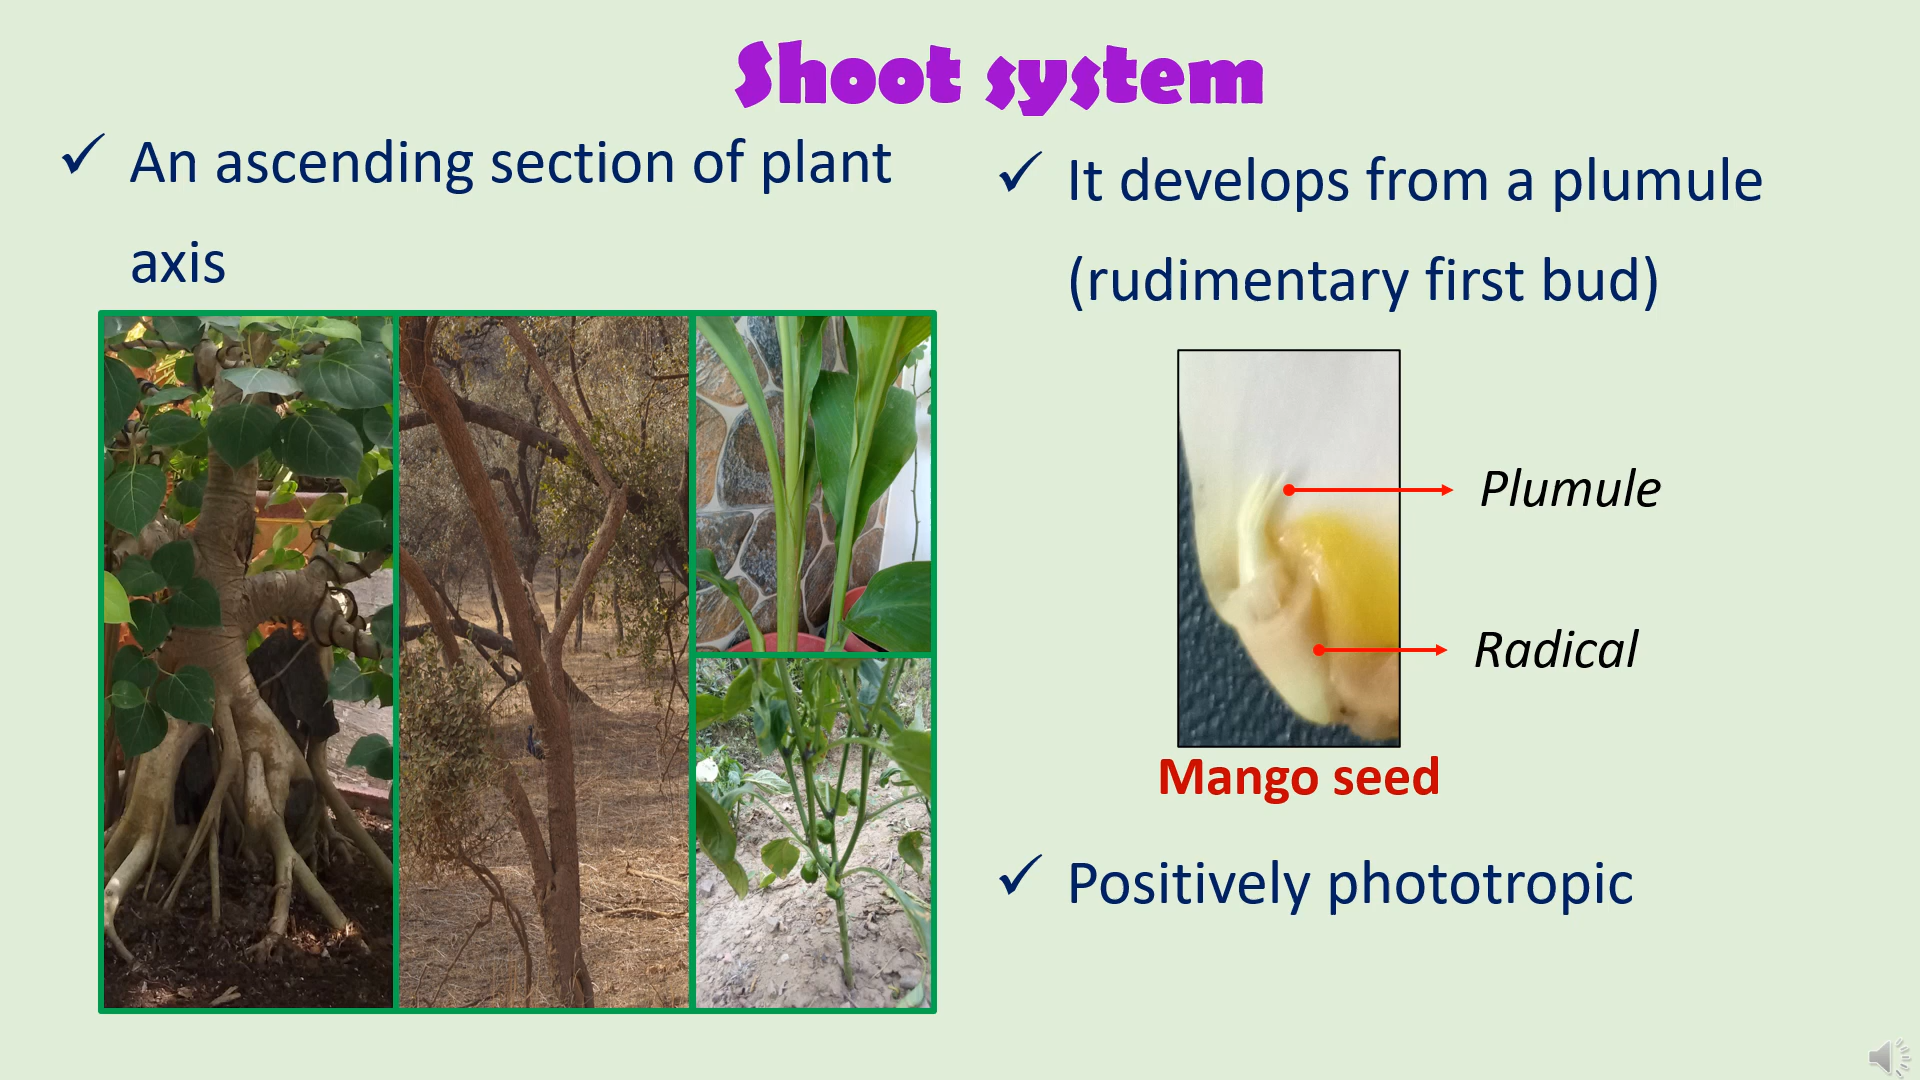 Shoot system
✓ An ascending section of plant
axis
✓ It develops from a plumule
(rudimentary first bud)
Plumule
Radical
Mango seed
✓ Positively phototropic